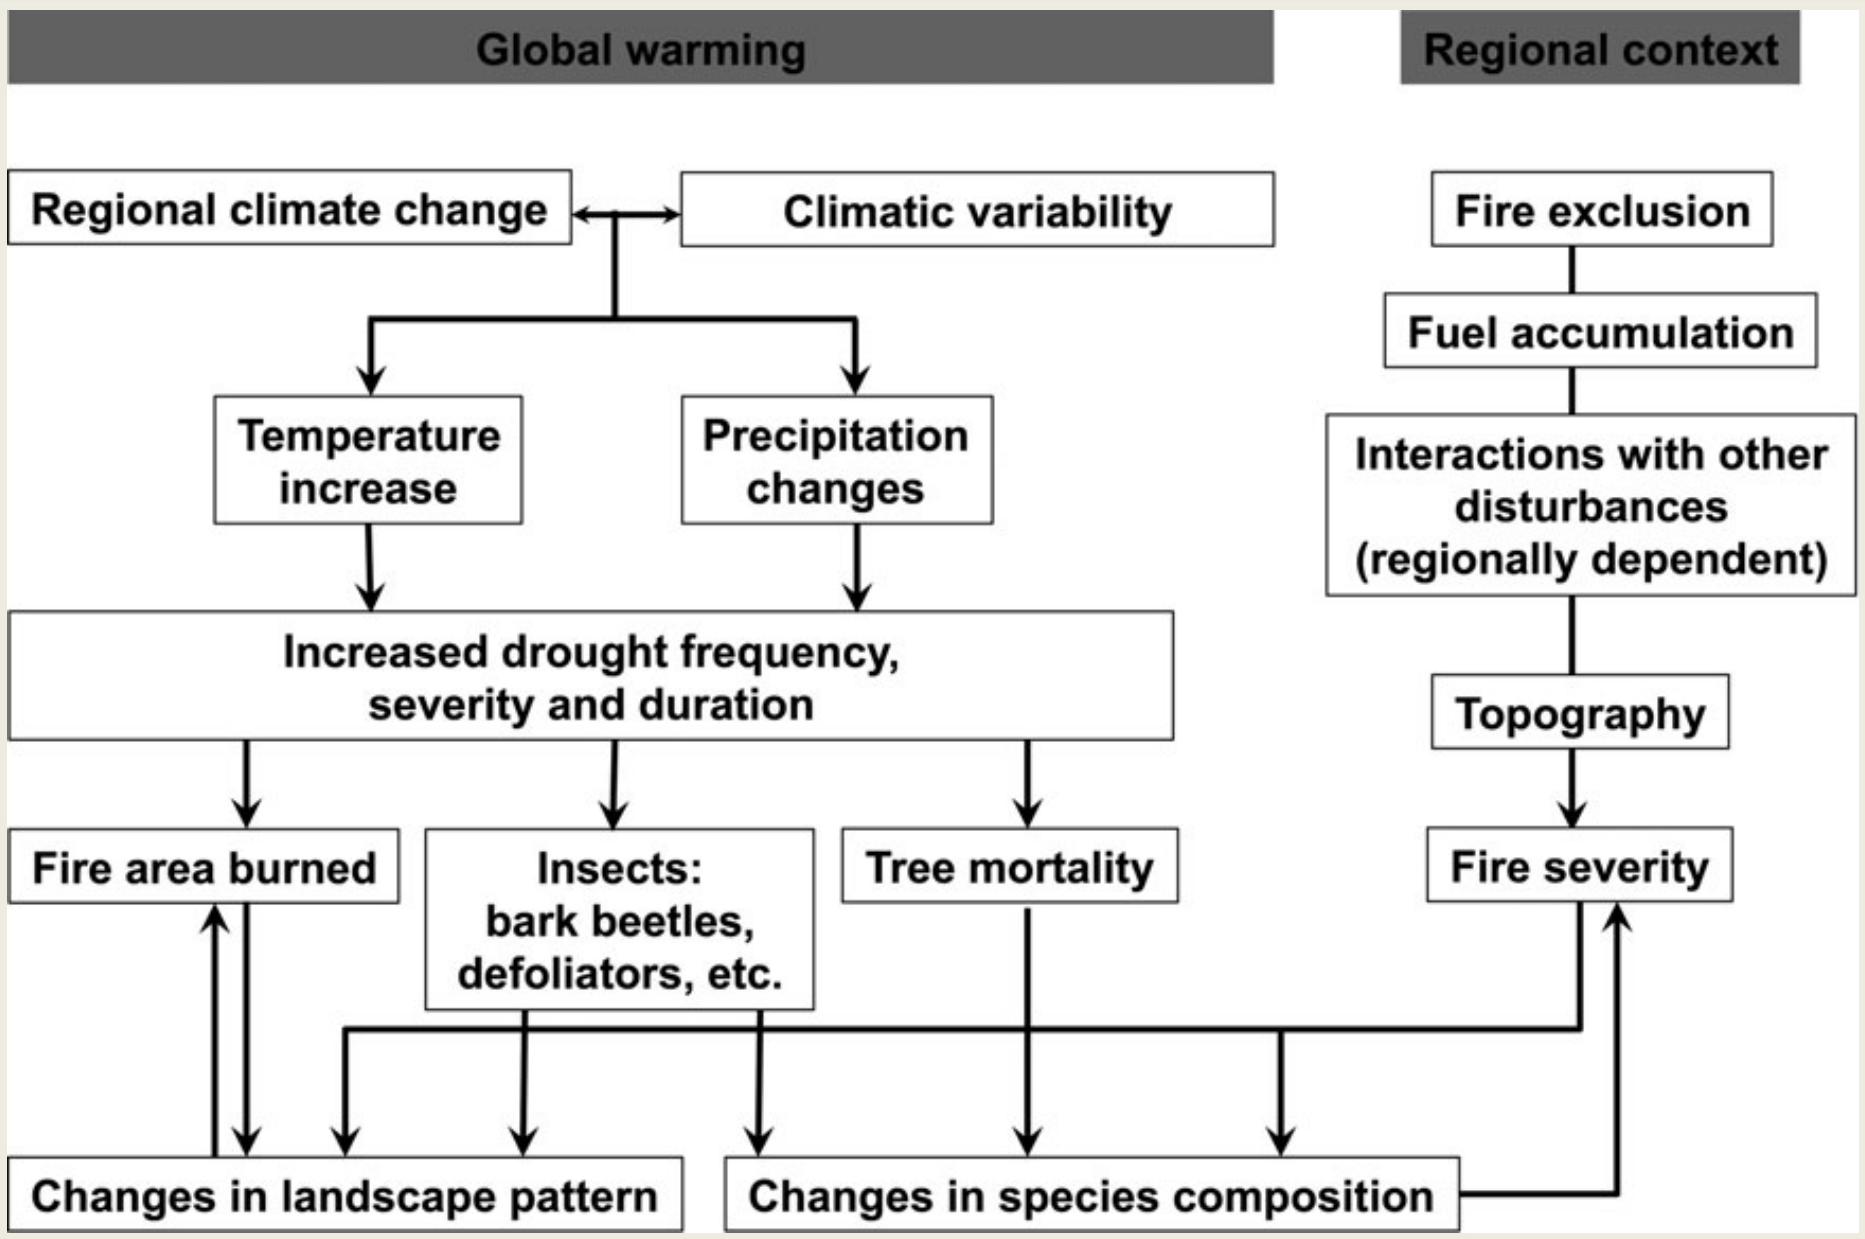 Global warming
Regional context
Regional climate change
Climatic variability
Fire exclusion
Fuel accumulation
Temperature
increase
Precipitation
changes
Interactions with other
disturbances
(regionally dependent)
Increased drought frequency,
severity and duration
Topography
Fire area burned
Insects:
bark beetles,
defoliators, etc.
Tree mortality
Fire severity
Changes in landscape pattern
Changes in species composition